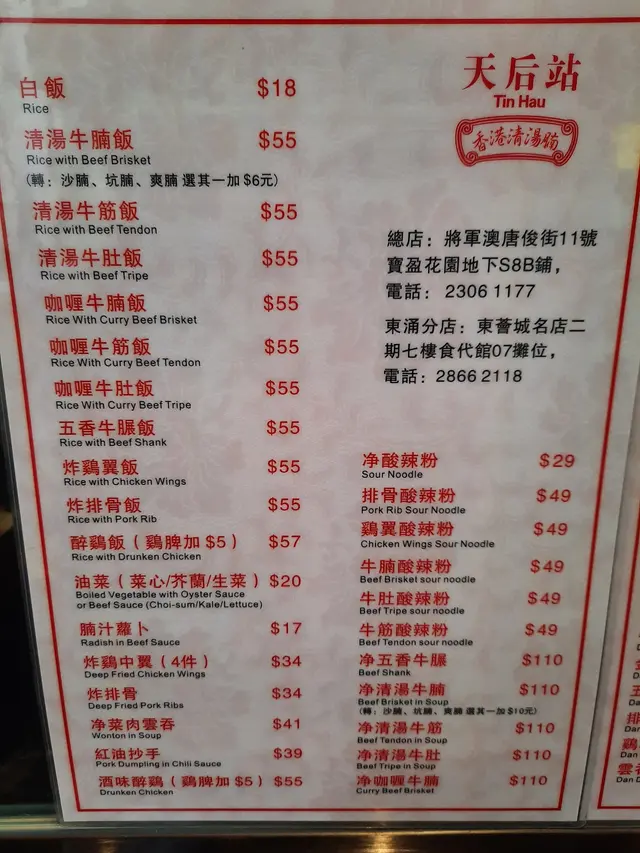 白飯 $18
Rice
清湯牛腩飯 $55
Rice with Beef Brisket
(轉：沙腩、坑腩、爽腩 選其一加 $6元)
清湯牛筋飯 $55
Rice with Beef Tendon
清湯牛肚飯 $55
Rice with Beef Tripe
咖喱牛腩飯 $55
Rice With Curry Beef Brisket
咖喱牛筋飯 $55
Rice With Curry Beef Tendon
咖喱牛肚飯 $55
Rice With Curry Beef Tripe
五香牛𦟌飯 $55
Rice with Beef Shank
炸鷄翼飯 $55
Rice with Chicken Wings
炸排骨飯 $55
Rice with Pork Rib
醉鷄飯（鷄脾加 $5） $57
Rice with Drunken Chicken
油菜（菜心/芥蘭/生菜） $20
Boiled Vegetable with Oyster Sauce
or Beef Sauce (Choi-sum/Kale/Lettuce)
腩汁蘿卜 $17
Radish in Beef Sauce
炸鷄中翼（4件） $34
Deep Fried Chicken Wings
炸排骨 $34
Deep Fried Pork Ribs
净菜肉雲吞 $41
Wonton in Soup
紅油抄手 $39
Pork Dumpling in Chili Sauce
酒味醉鷄（鷄脾加 $5） $55
Drunken Chicken
天后站
Tin Hau
香港清湯腩
總店：將軍澳唐俊街11號
寶盈花園地下S8B鋪，
電話： 2306 1177
東涌分店：東薈城名店二
期七樓食代館07攤位，
電話：2866 2118
净酸辣粉 $29
Sour Noodle
排骨酸辣粉 $49
Pork Rib Sour Noodle
鷄翼酸辣粉 $49
Chicken Wings Sour Noodle
牛腩酸辣粉 $49
Beef Brisket sour noodle
牛肚酸辣粉 $49
Beef Tripe sour noodle
牛筋酸辣粉 $49
Beef Tendon sour noodle
净五香牛𦟌 $110
Beef Shank
净清湯牛腩 $110
Beef Brisket in Soup
(轉：沙腩、坑腩、爽腩 選其一加 $10元)
净清湯牛筋 $110
Beef Tendon in Soup
净清湯牛肚 $110
Beef Tripe in Soup
净咖喱牛腩 $110
Curry Beef Brisket